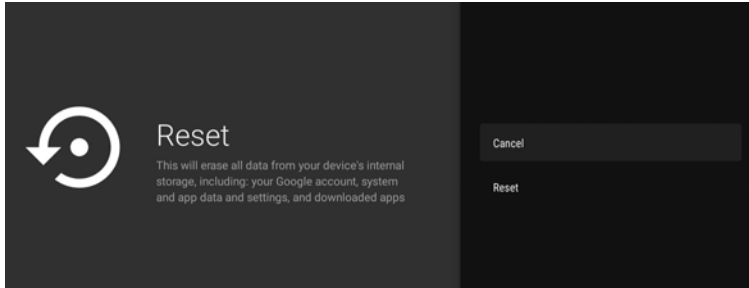 Reset
This will erase all data from your device's internal
storage, including: your Google account, system
and app data and settings, and downloaded apps
Cancel
Reset